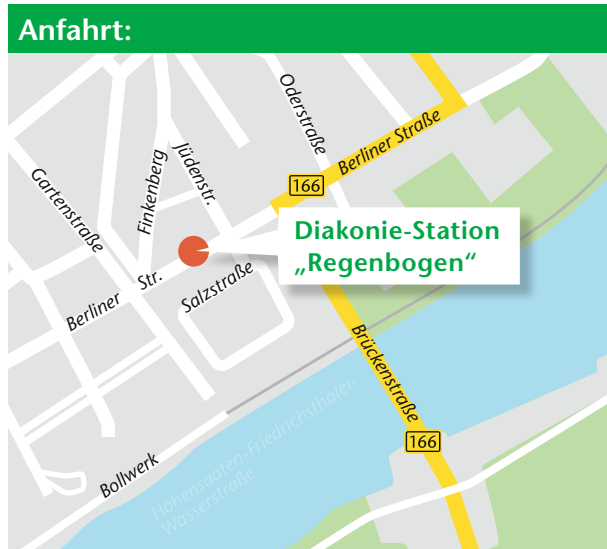 Anfahrt:
Oderstraße
Berliner Straße
Jüdenstr.
Finkenberg
Gartenstraße
166
Diakonie-Station
„Regenbogen“
Berliner Str.
Salzstraße
Brückenstraße
166
Bollwerk
Hohensaaten-Friedrichsthaler-
Wasserstraße